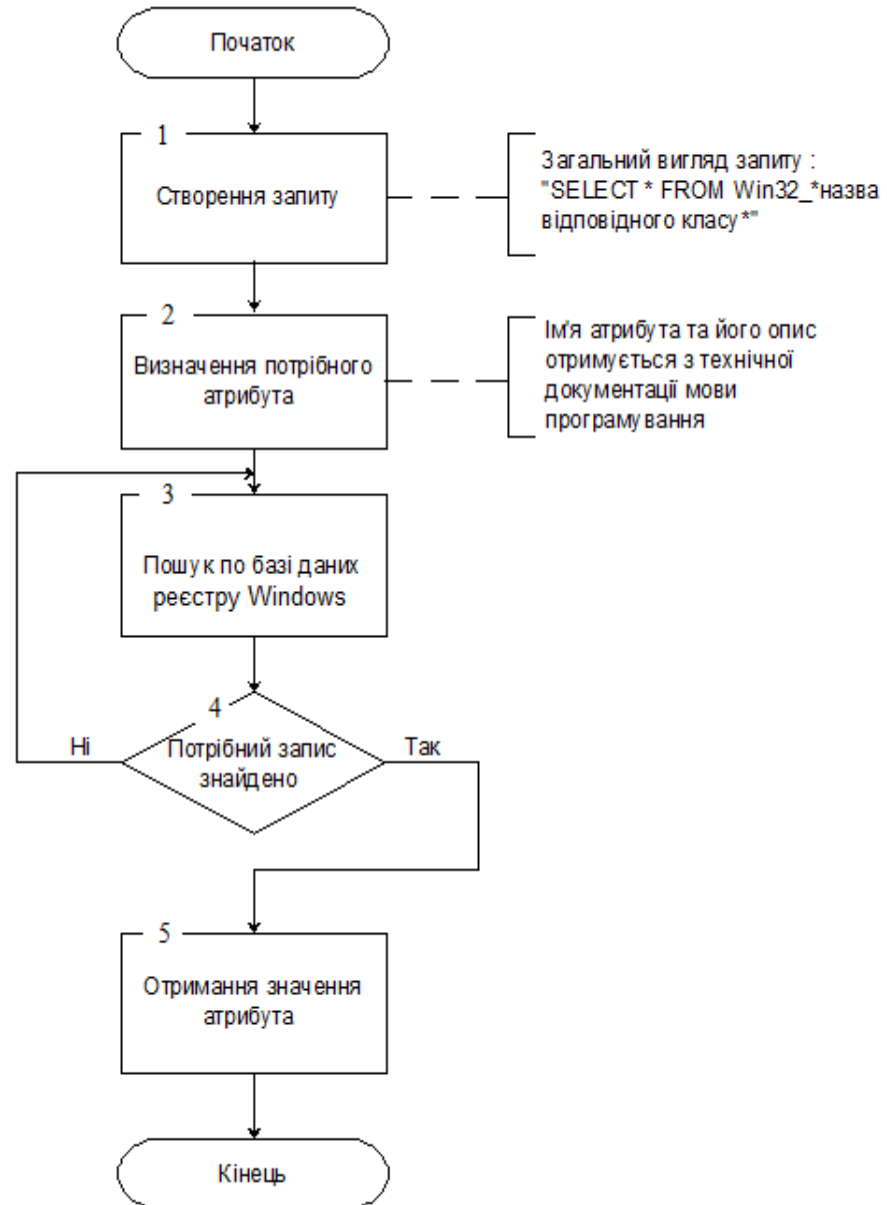 Початок
1
Створення запиту
Загальний вигляд запиту :
"SELECT * FROM Win32_*назва
відповідного класу*"
2
Визначення потрібного
атрибута
Ім'я атрибута та його опис
отримується з технічної
документації мови
програмування
3
Пошук по базі даних
реєстру Windows
4
Ні
Потрібний запис
знайдено
Так
5
Отримання значення
атрибута
Кінець